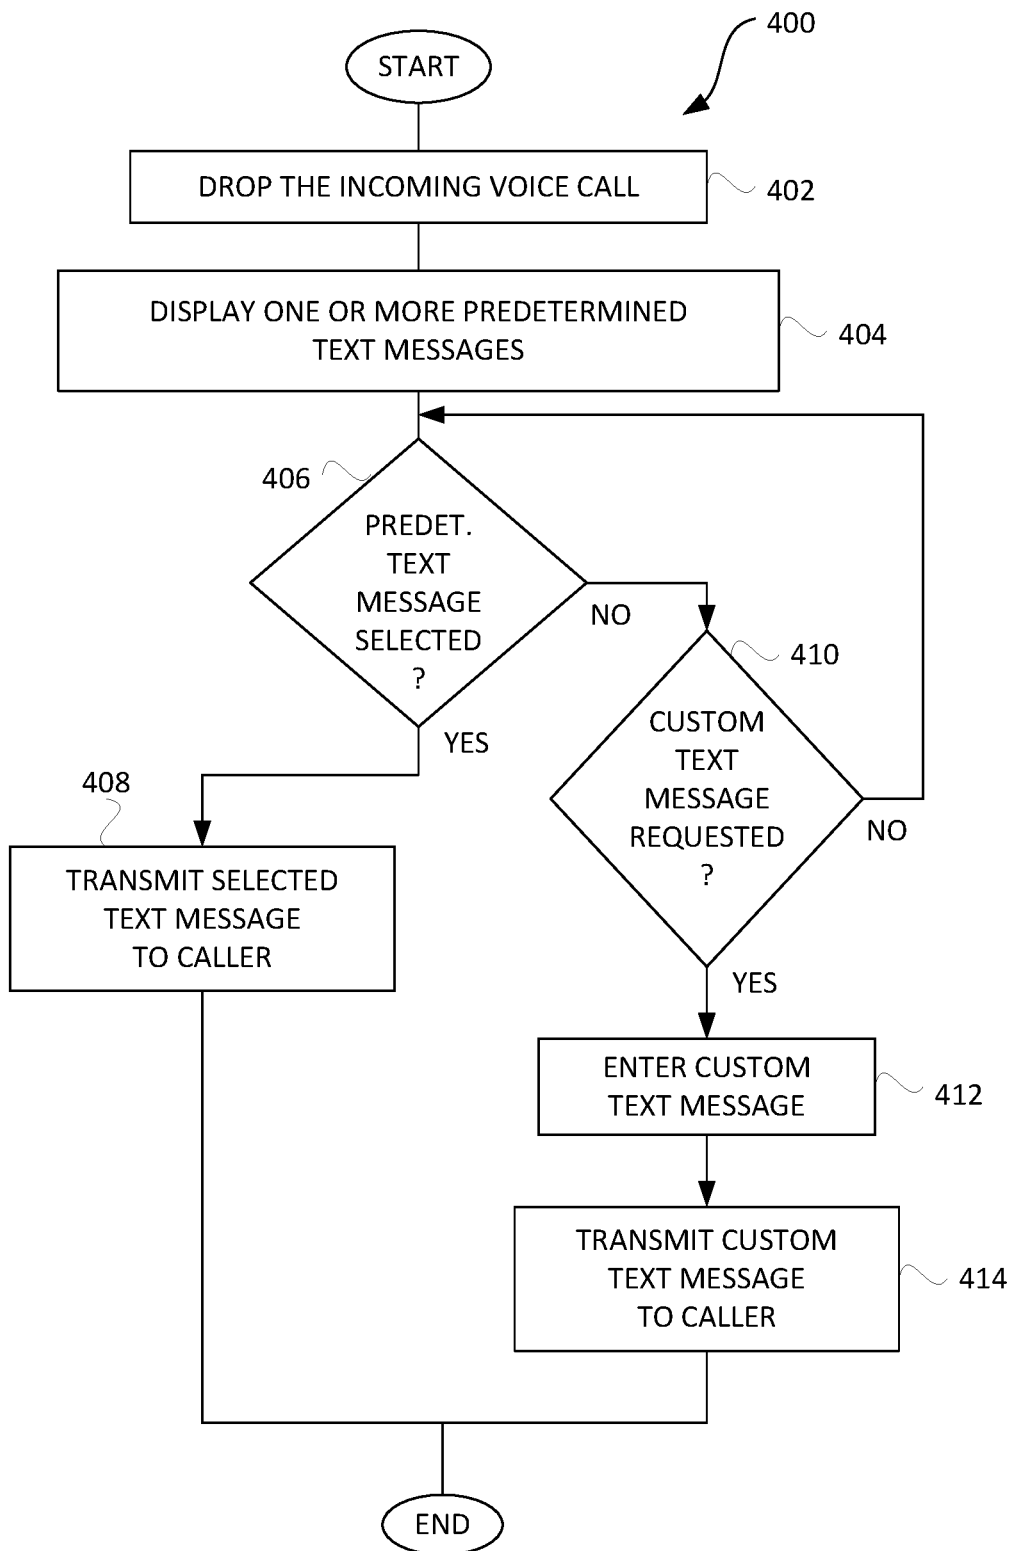 400
START
DROP THE INCOMING VOICE CALL
402
DISPLAY ONE OR MORE PREDETERMINED
TEXT MESSAGES
404
406
PREDET.
TEXT
MESSAGE
SELECTED
?
NO
YES
410
CUSTOM
TEXT
MESSAGE
REQUESTED
?
NO
YES
408
TRANSMIT SELECTED
TEXT MESSAGE
TO CALLER
ENTER CUSTOM
TEXT MESSAGE
412
TRANSMIT CUSTOM
TEXT MESSAGE
TO CALLER
414
END